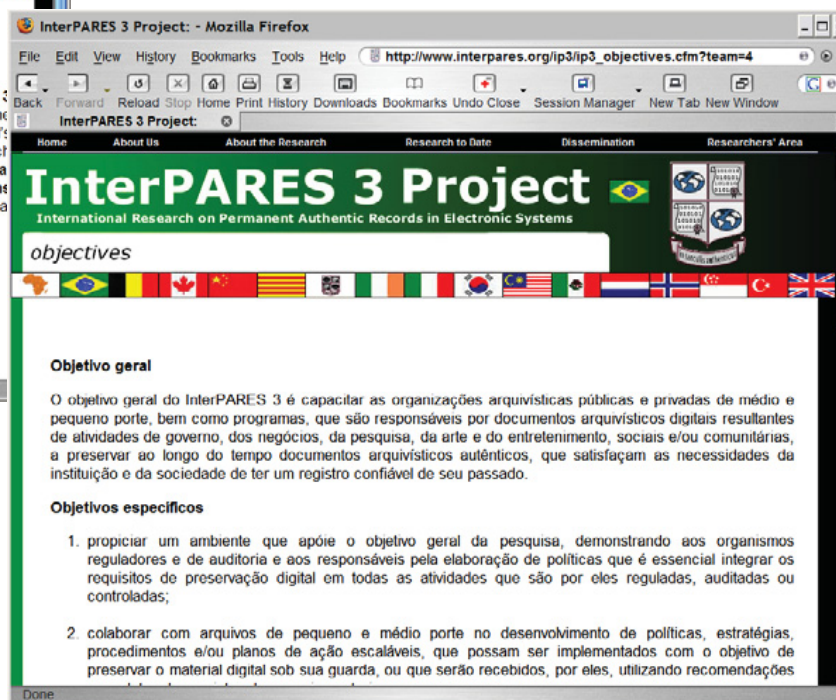 InterPARES 3 Project: - Mozilla Firefox
File Edit View History Bookmarks Tools Help http://www.interpares.org/ip3/ip3_objectives.cfm?team=4
Back Forward Reload Stop Home Print History Downloads Bookmarks Undo Close Session Manager New Tab New Window
InterPARES 3 Project:
Home About Us About the Research Research to Date Dissemination Researchers' Area
InterPARES 3 Project
International Research on Permanent Authentic Records in Electronic Systems
objectives
Objetivo geral
O objetivo geral do InterPARES 3 é capacitar as organizações arquivísticas públicas e privadas de médio e
pequeno porte, bem como programas, que são responsáveis por documentos arquivísticos digitais resultantes
de atividades de governo, dos negócios, da pesquisa, da arte e do entretenimento, sociais e/ou comunitárias,
a preservar ao longo do tempo documentos arquivísticos autênticos, que satisfaçam as necessidades da
instituição e da sociedade de ter um registro confiável de seu passado.
Objetivos específicos
1. propiciar um ambiente que apóie o objetivo geral da pesquisa, demonstrando aos organismos
reguladores e de auditoria e aos responsáveis pela elaboração de políticas que é essencial integrar os
requisitos de preservação digital em todas as atividades que são por eles reguladas, auditadas ou
controladas;
2. colaborar com arquivos de pequeno e médio porte no desenvolvimento de políticas, estratégias,
procedimentos e/ou planos de ação escaláveis, que possam ser implementados com o objetivo de
preservar o material digital sob sua guarda, ou que serão recebidos, por eles, utilizando recomendações
Done